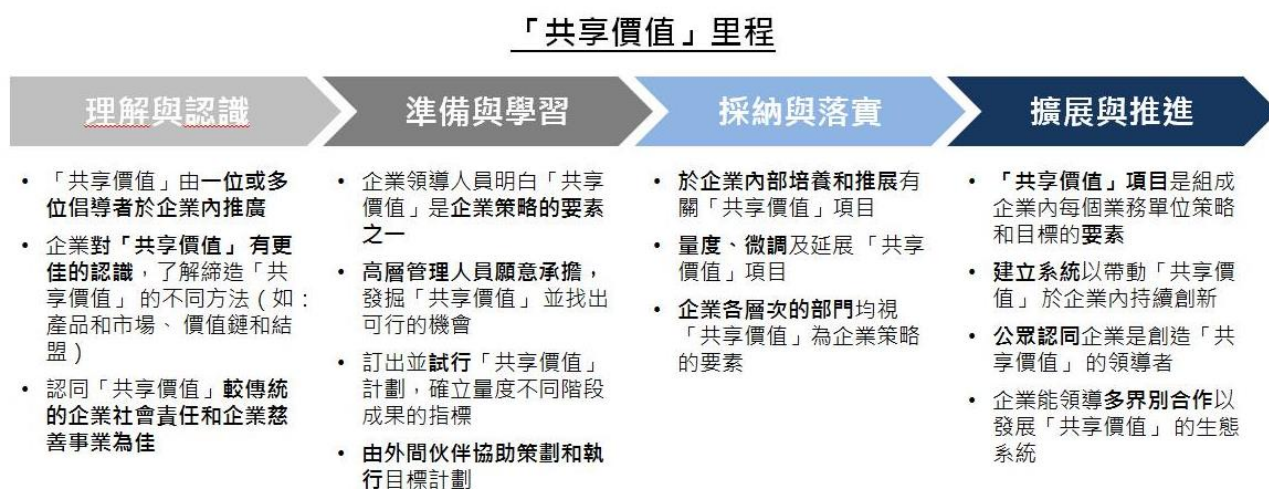 「共享價值」里程
理解與認識
準備與學習
採納與落實
擴展與推進
• 「共享價值」由一位或多
位倡導者於企業內推廣
• 企業對「共享價值」 有更
佳的認識，了解締造「共
享價值」 的不同方法（如：
產品和市場、 價值鏈和結
盟）
• 認同「共享價值」較傳統
的企業社會責任和企業慈
善事業為佳
• 企業領導人員明白「共享
價值」是企業策略的要素
之一
• 高層管理人員願意承擔，
發掘「共享價值」 並找出
可行的機會
• 訂出並試行「共享價值」
計劃，確立量度不同階段
成果的指標
• 由外間伙伴協助策劃和執
行目標計劃
• 於企業內部培養和推展有
關「共享價值」項目
• 量度、微調及延展 「共享
價值」項目
• 企業各層次的部門均視
「共享價值」為企業策略
的要素
• 「共享價值」項目是組成
企業內每個業務單位策略
和目標的要素
• 建立系統以帶動「共享價
值」 於企業內持續創新
• 公眾認同企業是創造「共
享價值」 的領導者
• 企業能領導多界別合作以
發展「共享價值」 的生態
系統